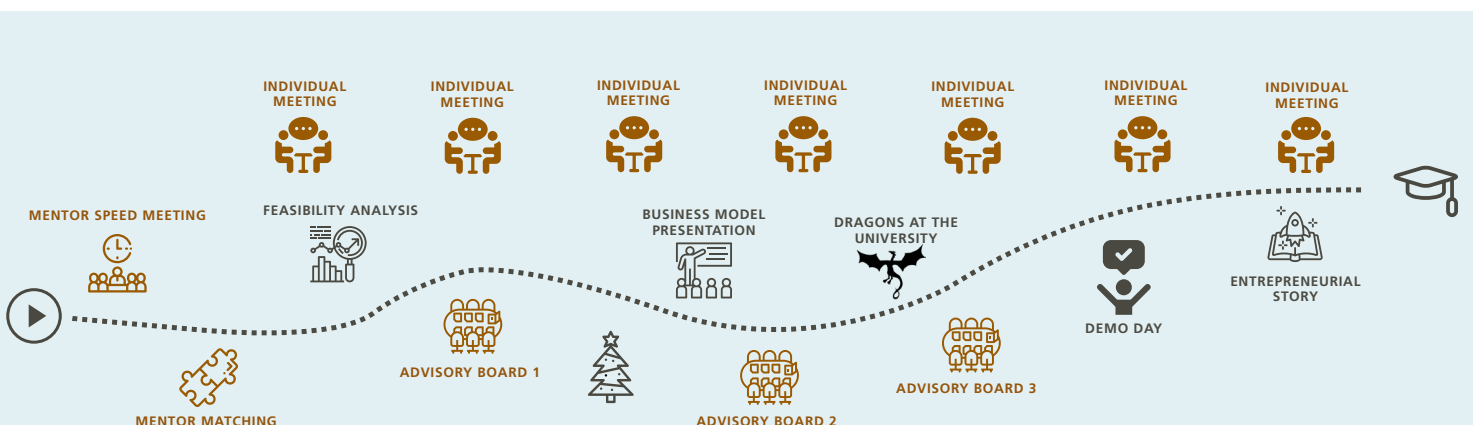 INDIVIDUAL
MEETING
INDIVIDUAL
MEETING
INDIVIDUAL
MEETING
INDIVIDUAL
MEETING
INDIVIDUAL
MEETING
INDIVIDUAL
MEETING
INDIVIDUAL
MEETING
MENTOR SPEED MEETING
FEASIBILITY ANALYSIS
BUSINESS MODEL
PRESENTATION
DRAGONS AT THE
UNIVERSITY
ENTREPRENEURIAL
STORY
DEMO DAY
ADVISORY BOARD 1
ADVISORY BOARD 3
MENTOR MATCHING
ADVISORY BOARD 2